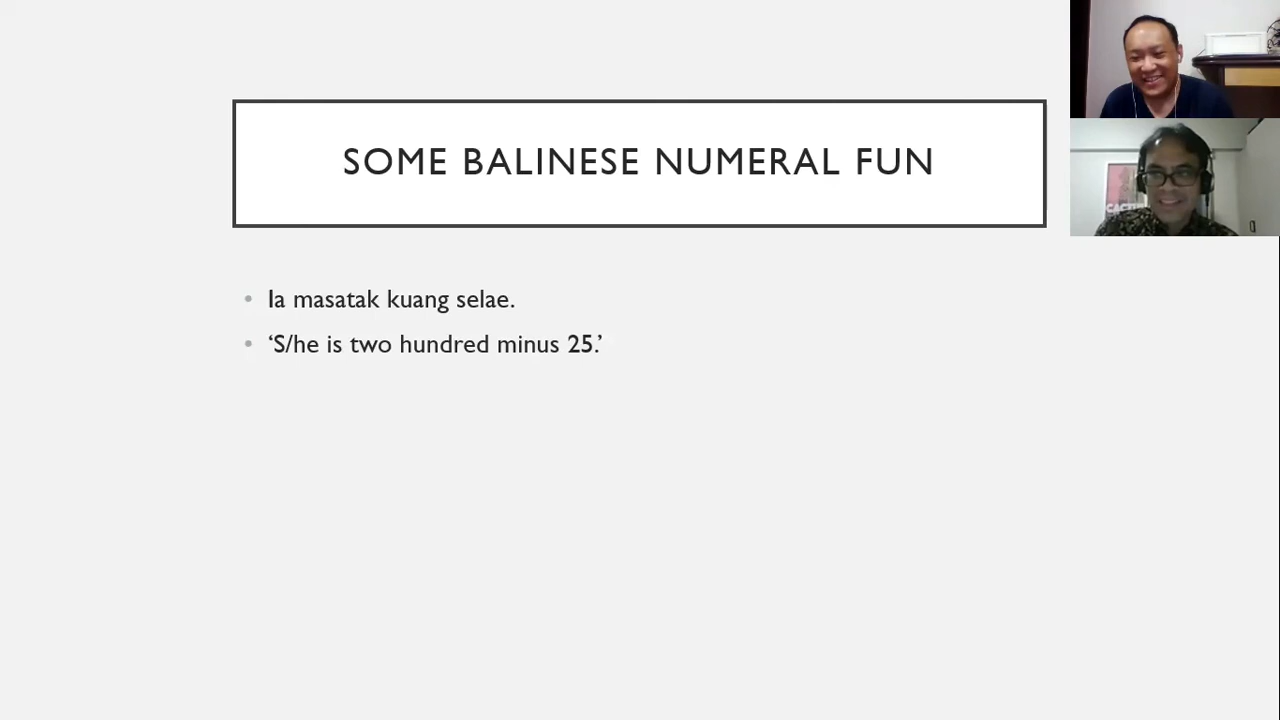 SOME BALINESE NUMERAL FUN
Ia masatak kuang selae.
‘S/he is two hundred minus 25.’